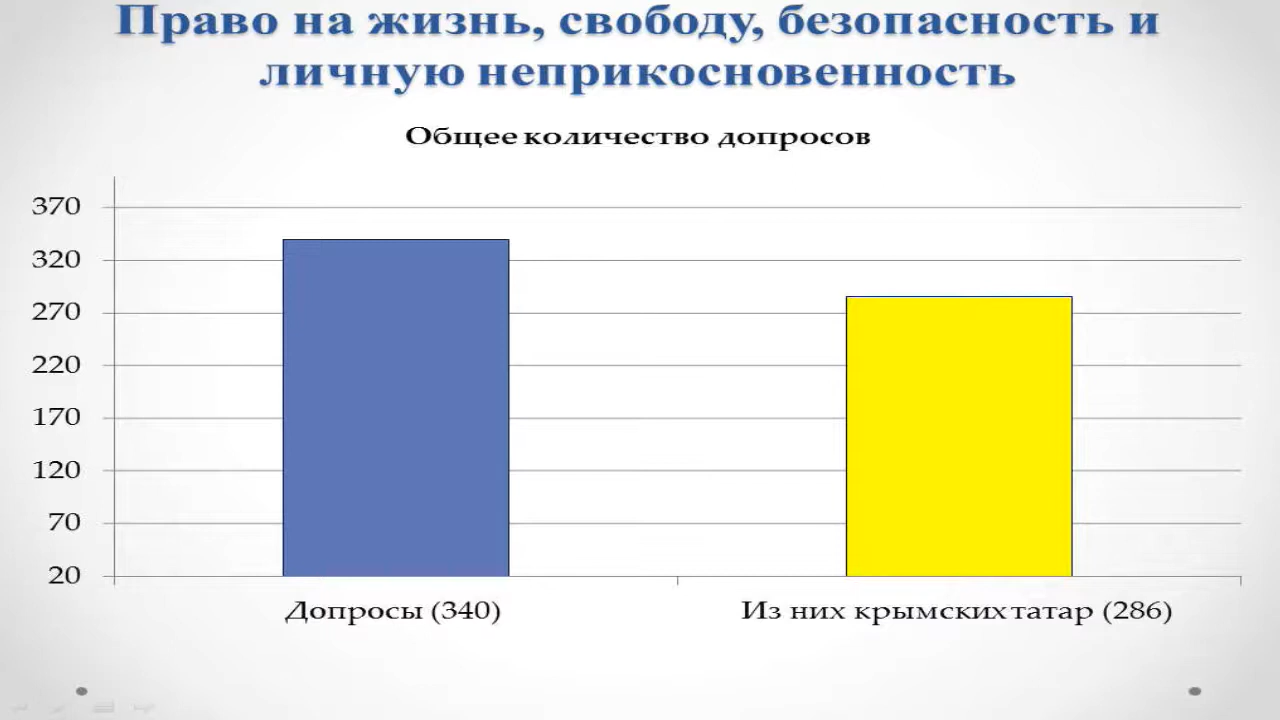 Право на жизнь, свободу, безопасность и
личную неприкосновенность
Общее количество допросов
370
320
270
220
170
120
70
20
Допросы (340)
Из них крымских татар (286)